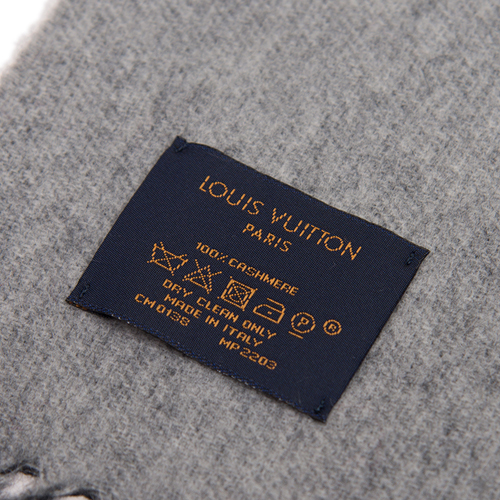 LOUIS VUITTON
PARIS
100% CASHMERE
P ®
DRY CLEAN ONLY
MADE IN ITALY
CM0138 MP2203